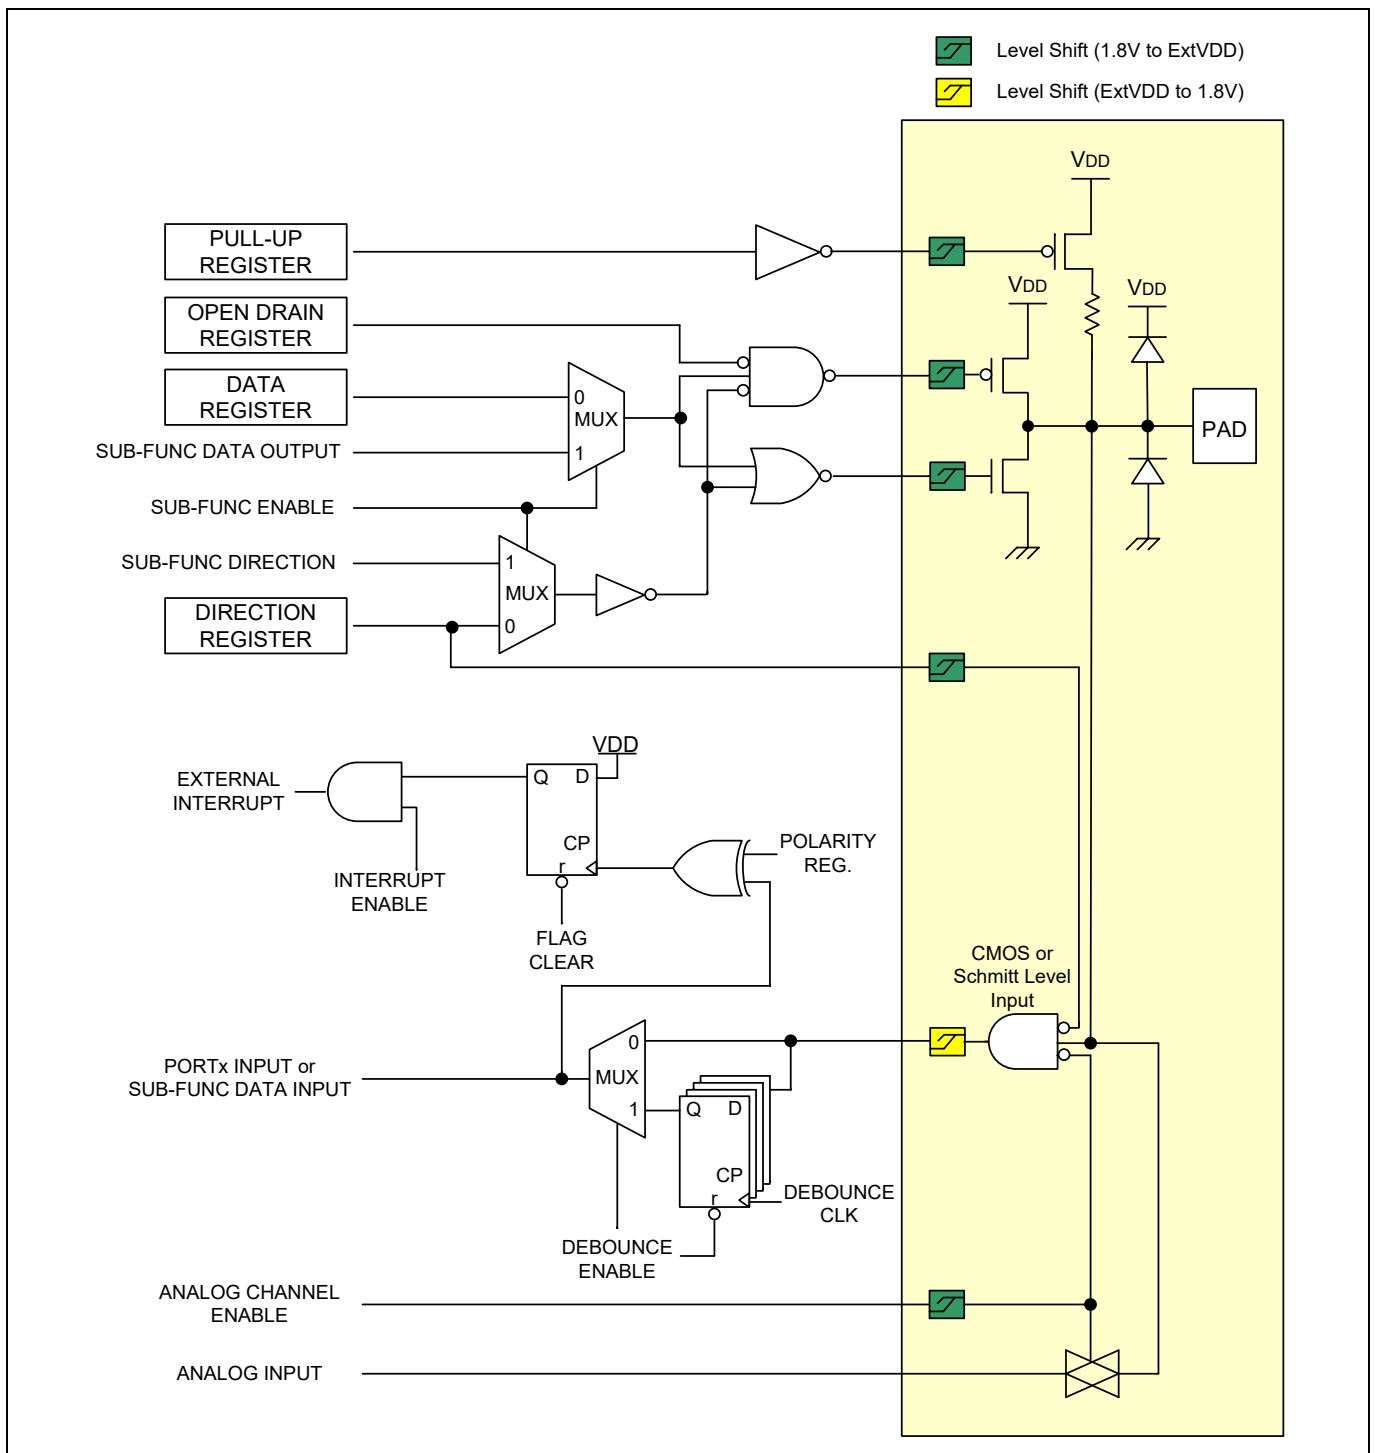 Level Shift (1.8V to ExtVDD)
Level Shift (ExtVDD to 1.8V)
VDD
PULL-UP
REGISTER
VDD
VDD
OPEN DRAIN
REGISTER
DATA
REGISTER
0
MUX
1
PAD
SUB-FUNC DATA OUTPUT
SUB-FUNC ENABLE
SUB-FUNC DIRECTION
1
MUX
0
DIRECTION
REGISTER
VDD
EXTERNAL
INTERRUPT
Q D
CP
r
POLARITY
REG.
INTERRUPT
ENABLE
FLAG
CLEAR
CMOS or
Schmitt Level
Input
PORTx INPUT or
SUB-FUNC DATA INPUT
0
MUX
1
Q D
CP
r
DEBOUNCE
CLK
DEBOUNCE
ENABLE
ANALOG CHANNEL
ENABLE
ANALOG INPUT